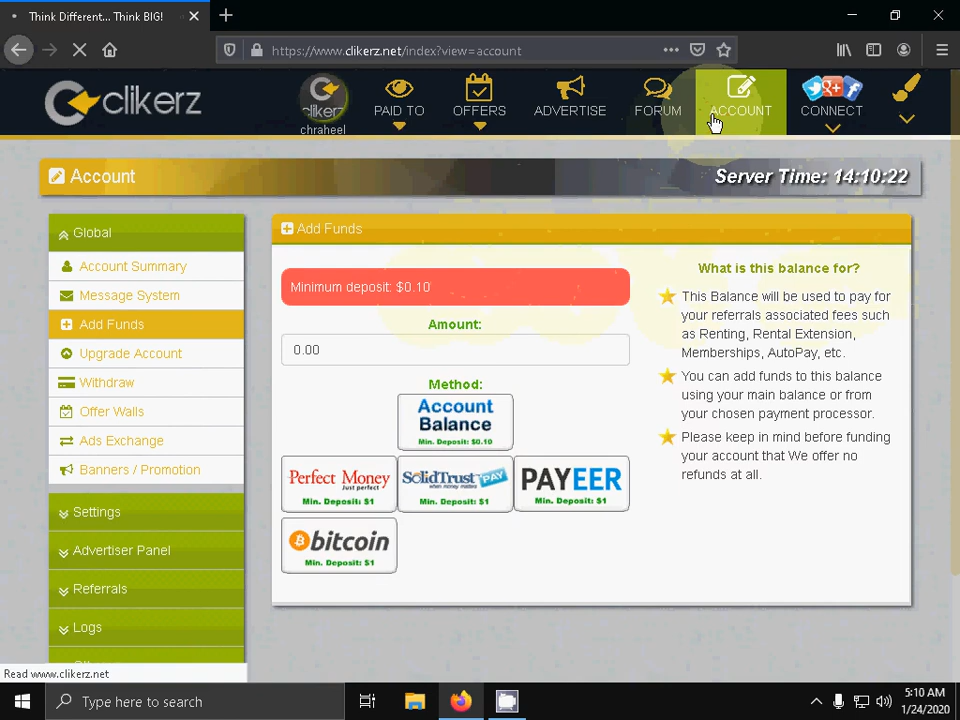 Think Different... Think BIG!
https://www.clikerz.net/index?view=account
clikerz
clikerz
chraheel
PAID TO
OFFERS
ADVERTISE
FORUM
ACCOUNT
CONNECT
Account
Server Time: 14:10:22
Global
Account Summary
Message System
Add Funds
Upgrade Account
Withdraw
Offer Walls
Ads Exchange
Banners / Promotion
Settings
Advertiser Panel
Referrals
Logs
Add Funds
Minimum deposit: $0.10
Amount:
0.00
Method:
Account
Balance
Min. Deposit: $0.10
Perfect Money
Just perfect
Min. Deposit: $1
SolidTrust PAY
when money matters
Min. Deposit: $1
PAYEER
Min. Deposit: $1
bitcoin
Min. Deposit: $1
What is this balance for?
This Balance will be used to pay for
your referrals associated fees such
as Renting, Rental Extension,
Memberships, AutoPay, etc.
You can add funds to this balance
using your main balance or from
your chosen payment processor.
Please keep in mind before funding
your account that We offer no
refunds at all.
Read www.clikerz.net
Type here to search
5:10 AM
1/24/2020